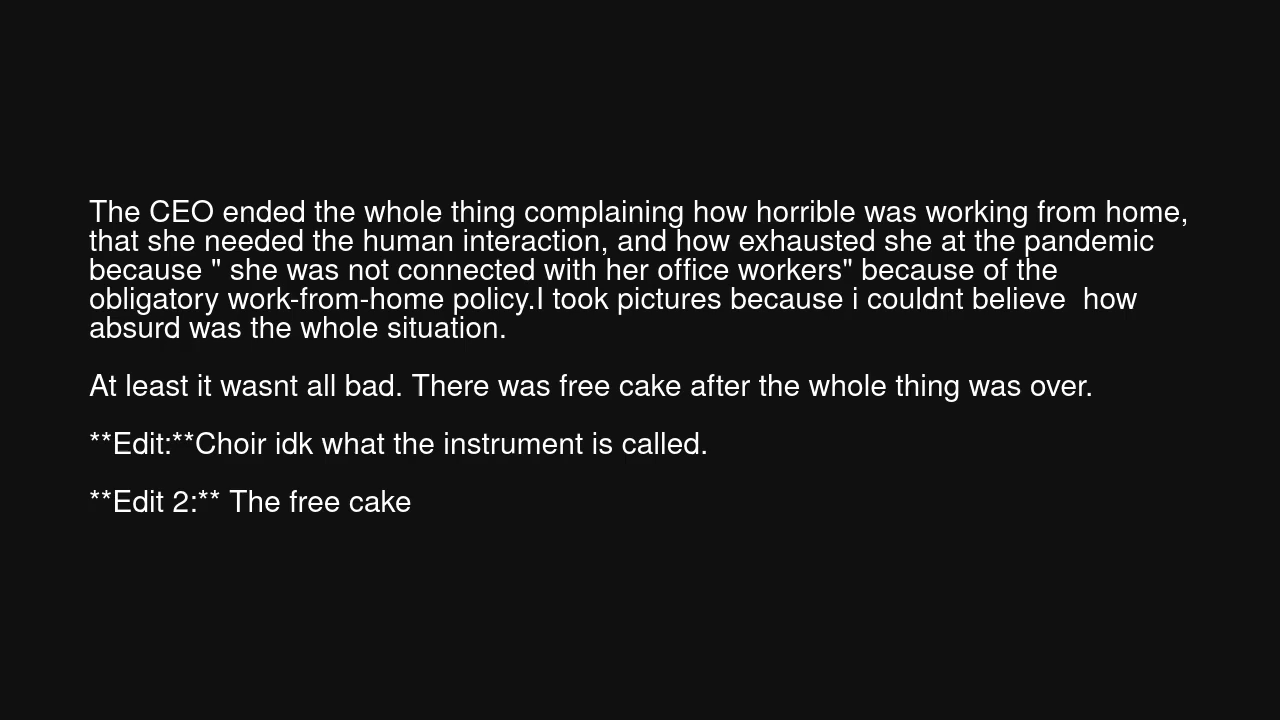 The CEO ended the whole thing complaining how horrible was working from home,
that she needed the human interaction, and how exhausted she at the pandemic
because " she was not connected with her office workers" because of the
obligatory work-from-home policy.I took pictures because i couldnt believe  how
absurd was the whole situation.
At least it wasnt all bad. There was free cake after the whole thing was over.
**Edit:**Choir idk what the instrument is called.
**Edit 2:** The free cake